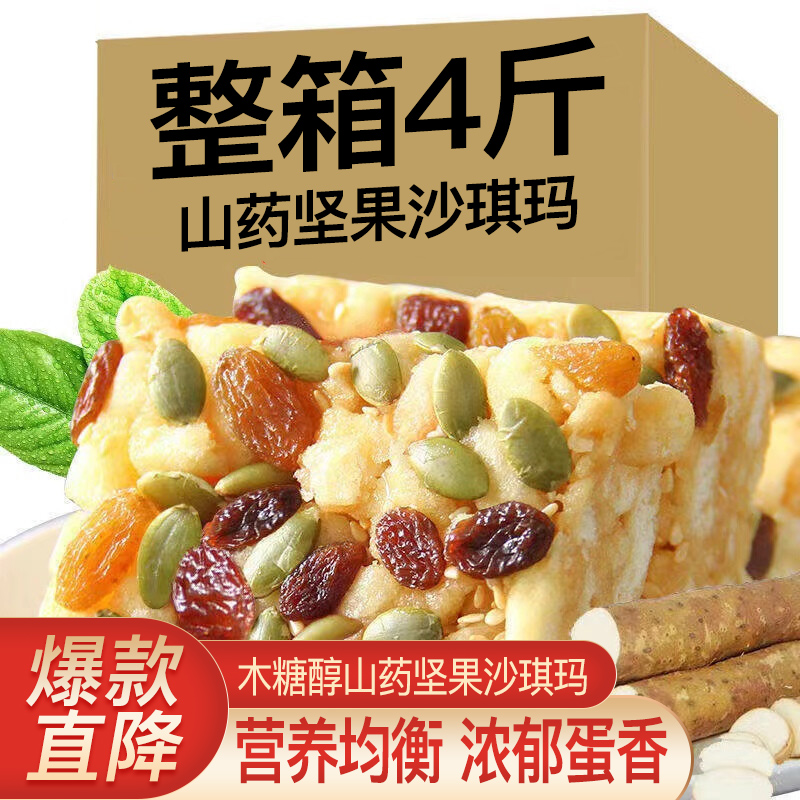 整箱4斤
山药坚果沙琪玛
爆款
直降
木糖醇山药坚果沙琪玛
营养均衡 浓郁蛋香